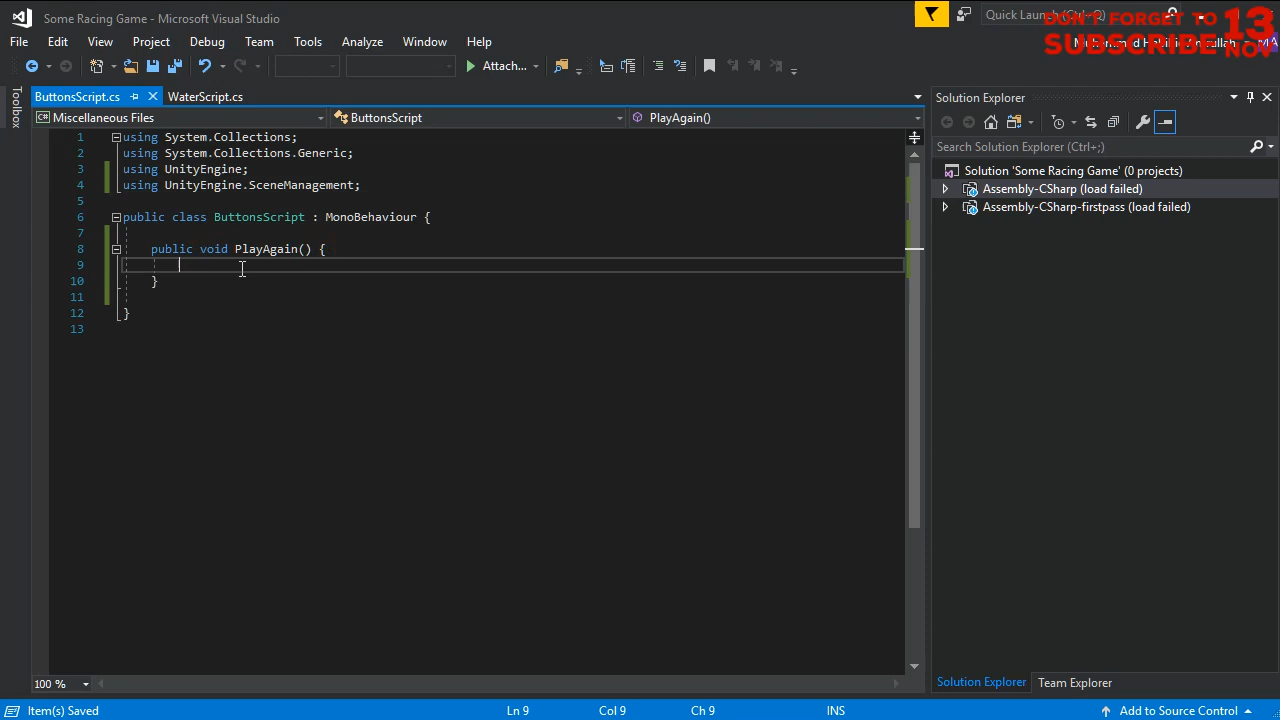 Some Racing Game - Microsoft Visual Studio
Quick Launch (Ctrl+Q)
DON'T FORGET TO
SUBSCRIBE
13
NOW
File Edit View Project Debug Team Tools Analyze Window Help
MA
Attach...
Toolbox
ButtonsScript.cs
WaterScript.cs
Solution Explorer
Miscellaneous Files
ButtonsScript
PlayAgain()
Search Solution Explorer (Ctrl+;)
1 using System.Collections;
2 using System.Collections.Generic;
3 using UnityEngine;
4 using UnityEngine.SceneManagement;
5
6 public class ButtonsScript : MonoBehaviour {
7
8 public void PlayAgain() {
9
10 }
11
12 }
13
Solution 'Some Racing Game' (0 projects)
Assembly-CSharp (load failed)
Assembly-CSharp-firstpass (load failed)
100 %
Solution Explorer
Team Explorer
Item(s) Saved
Ln 9
Col 9
Ch 9
INS
Add to Source Control